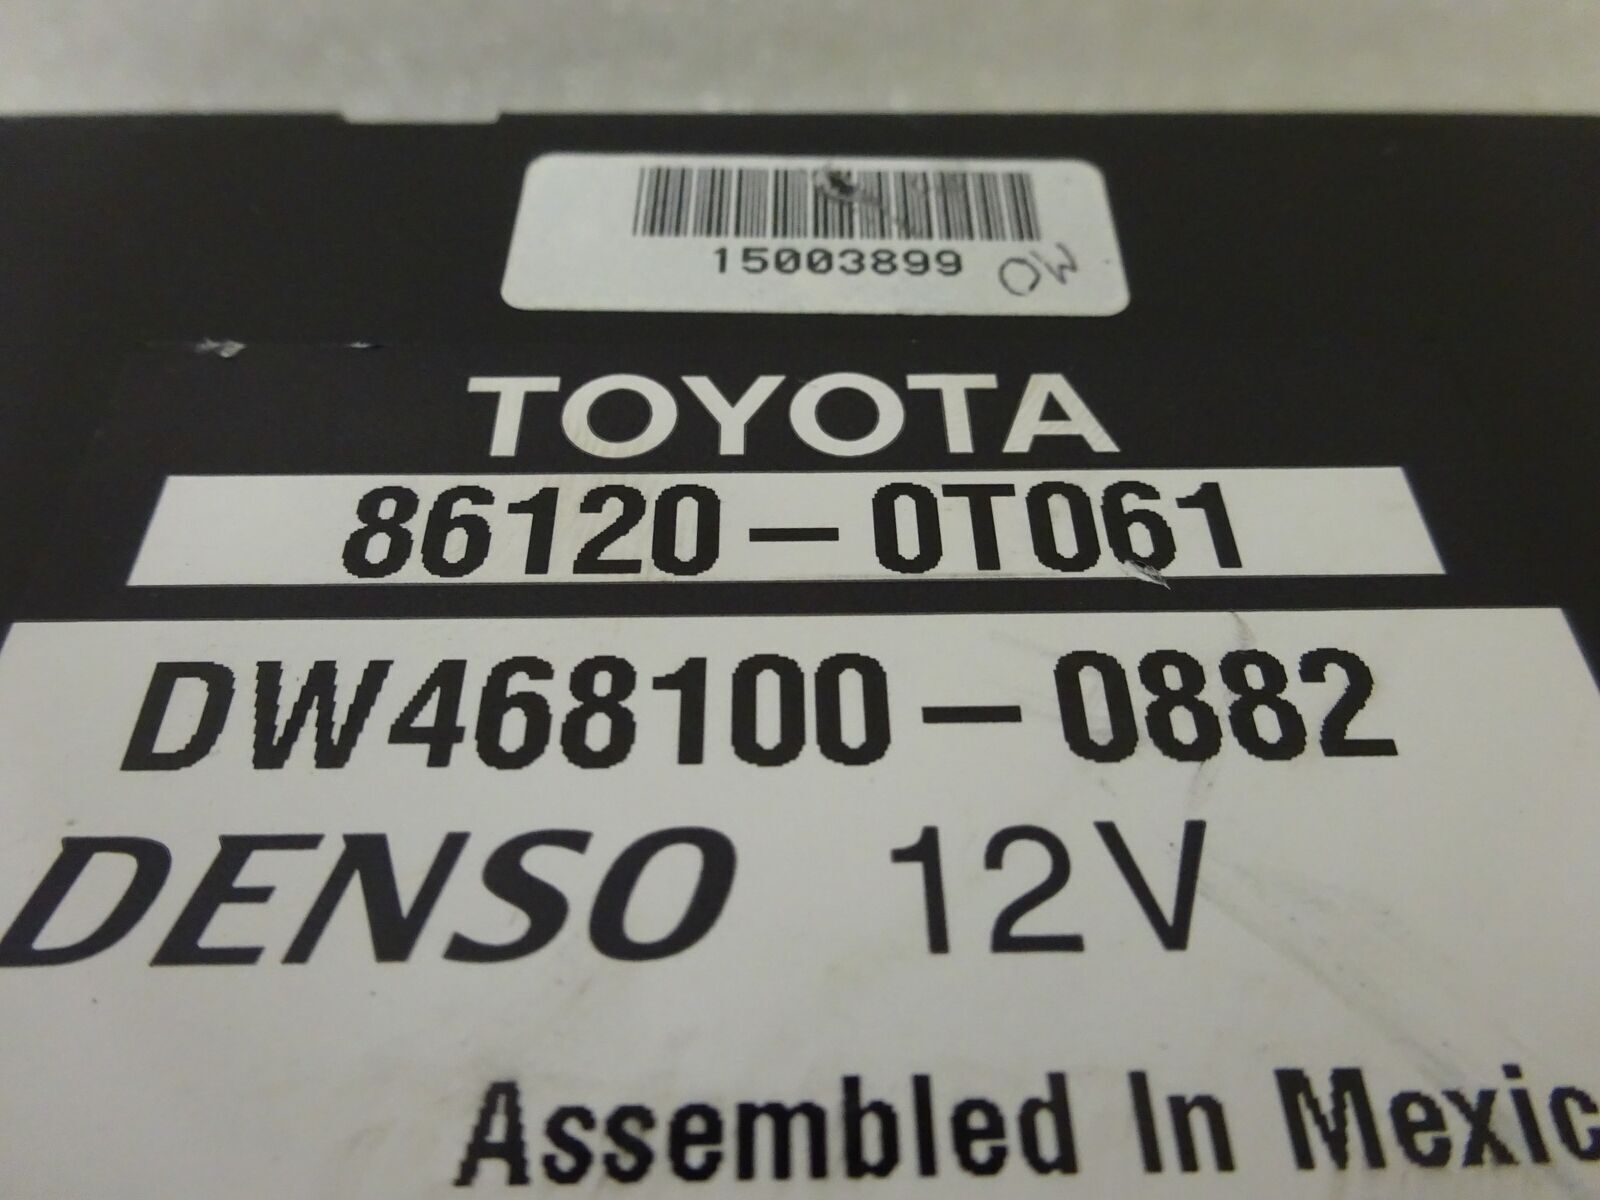 15003899
OW
TOYOTA
86120-0T061
DW468100-0882
DENSO 12V
Assembled In Mexic